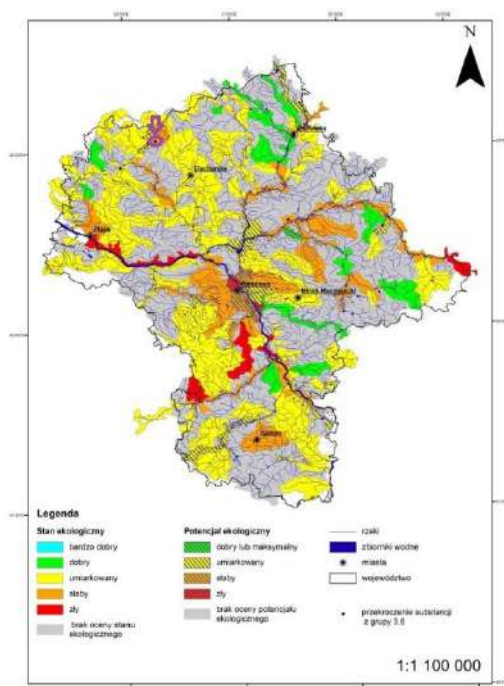 N
Ciechanów
Płock
Warszawa
Mińsk Mazowiecki
Radom
Legenda
Stan ekologiczny
bardzo dobry
dobry
umiarkowany
słaby
zły
brak oceny stanu
ekologicznego
Potencjał ekologiczny
dobry lub maksymalny
umiarkowany
słaby
zły
brak oceny potencjału
ekologicznego
rzeki
zbiorniki wodne
miasta
województwo
przekroczenie substancji
z grupy 3.6
1:1 100 000